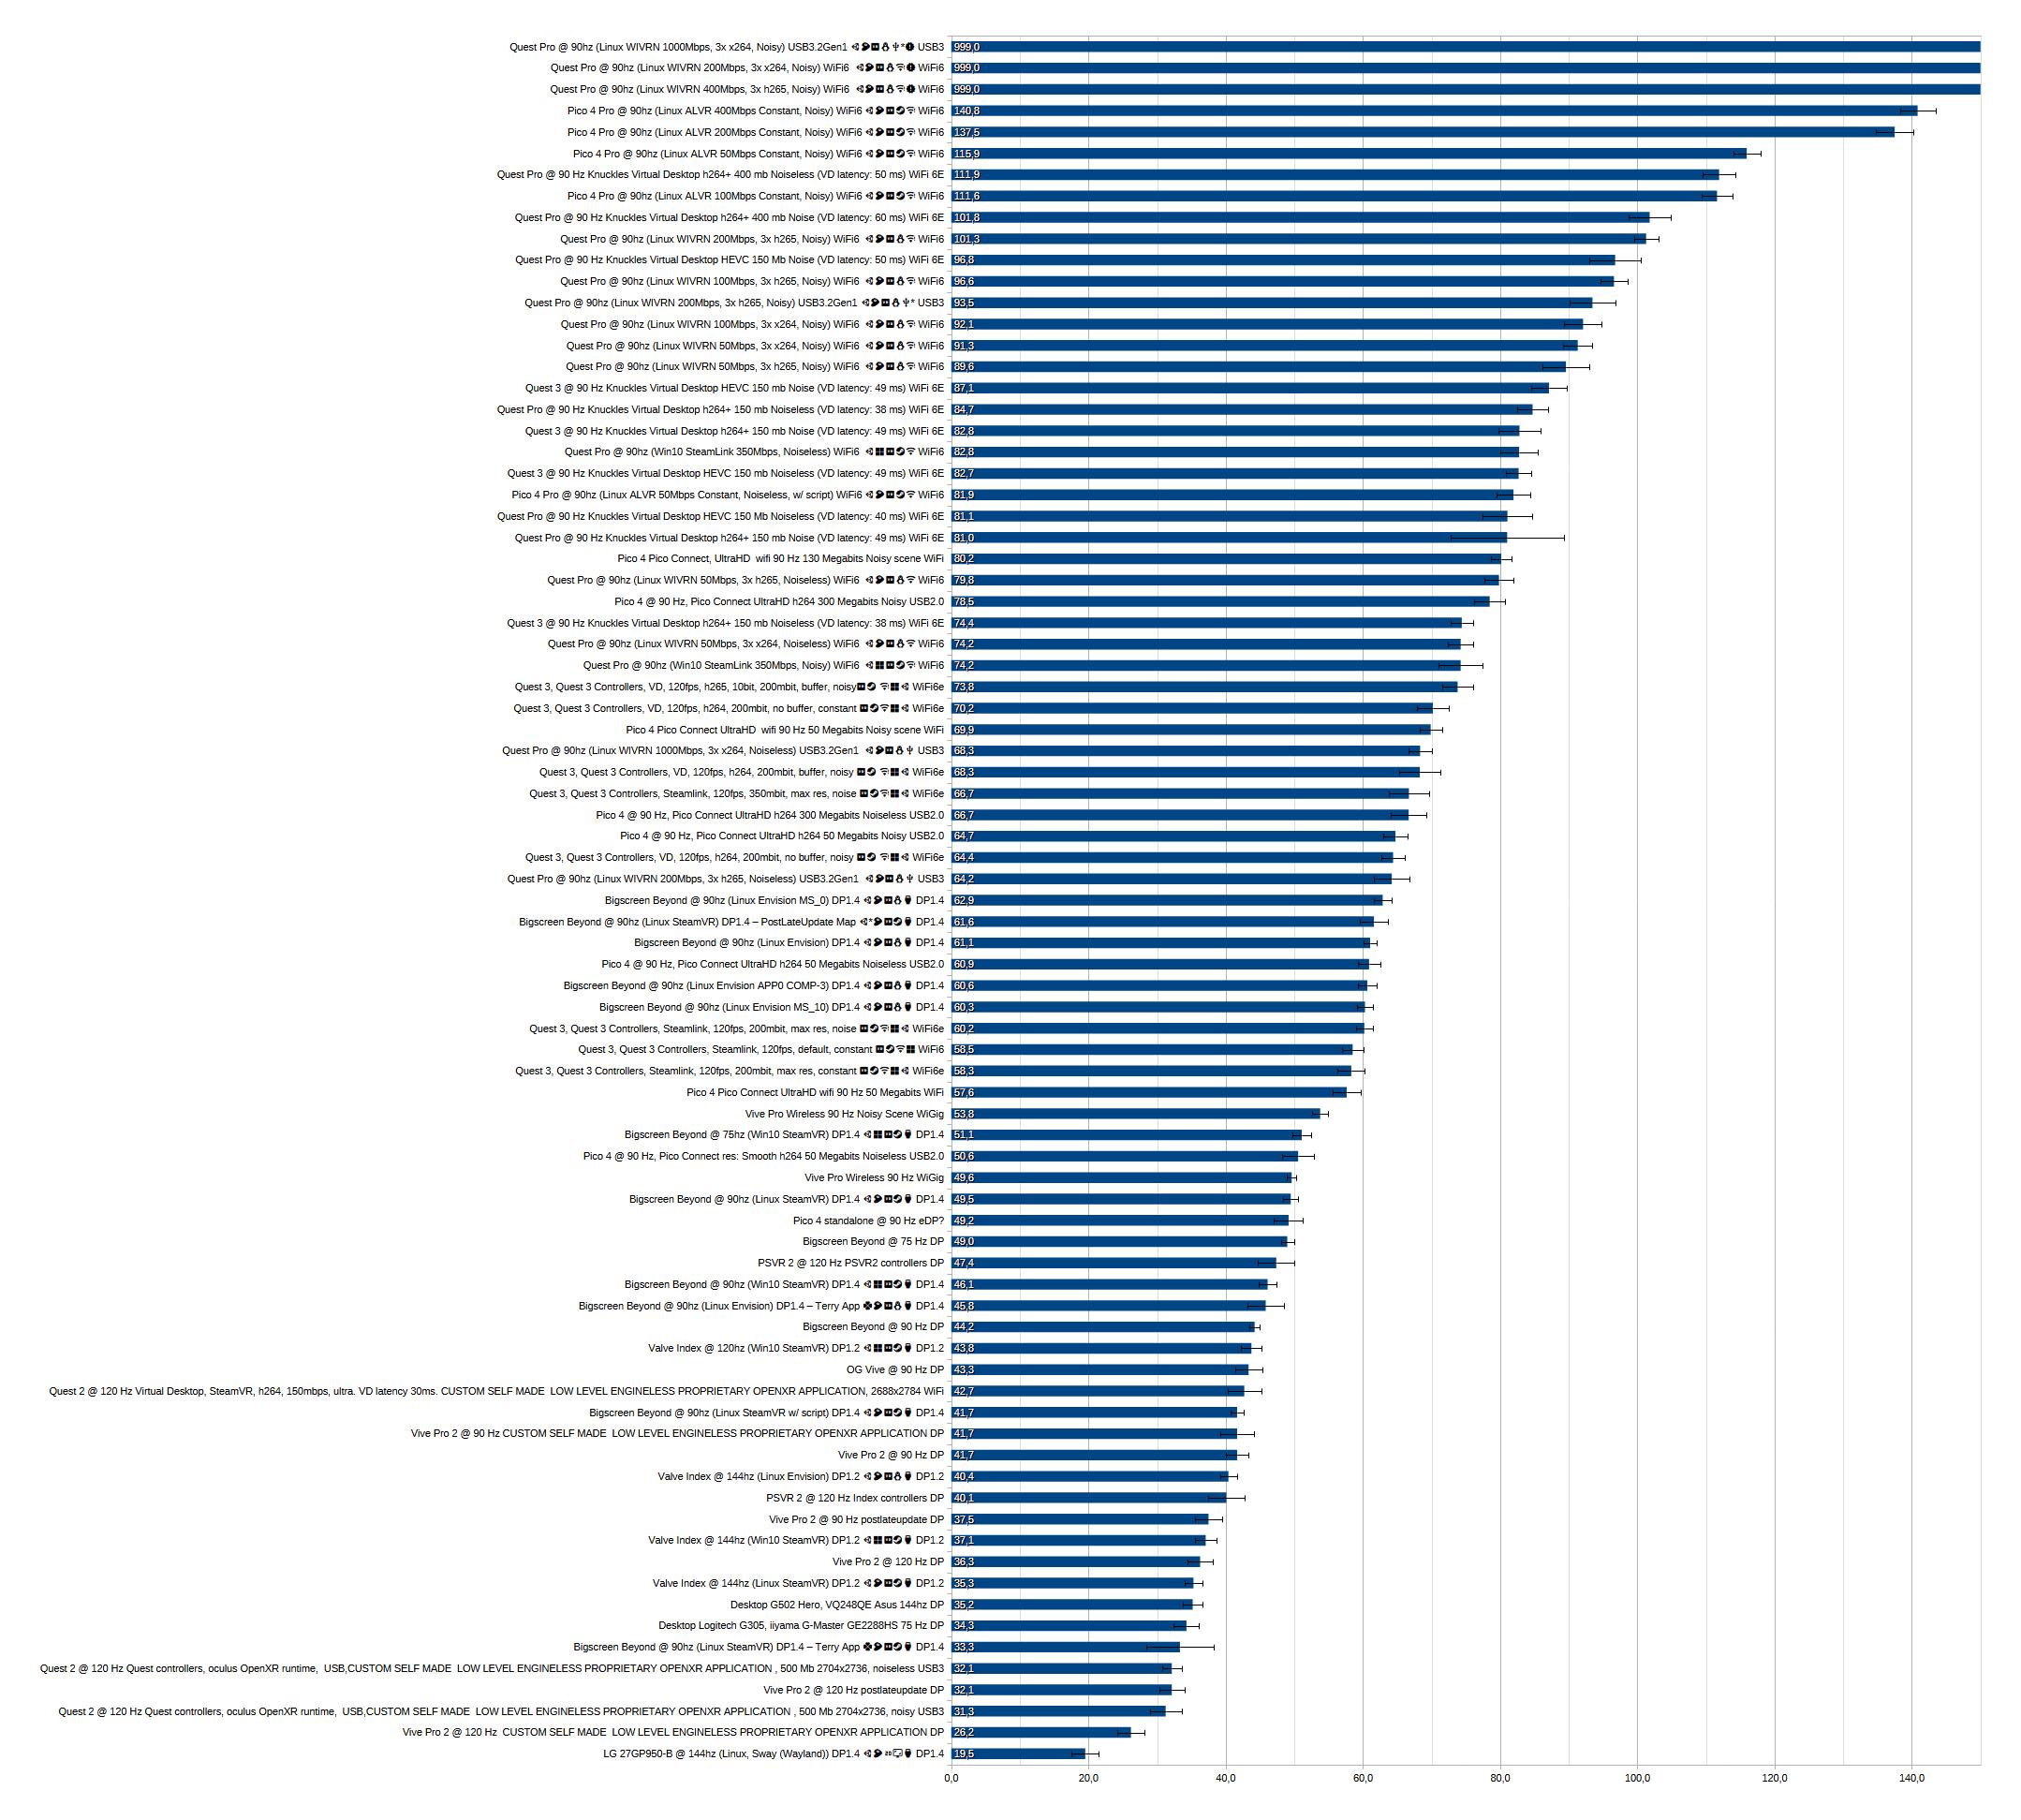 Quest Pro @ 90hz (Linux WIVRN 1000Mbps, 3x x264, Noisy) USB3.2Gen1 * USB3 999,0
Quest Pro @ 90hz (Linux WIVRN 200Mbps, 3x x264, Noisy) WiFi6 WiFi6 999,0
Quest Pro @ 90hz (Linux WIVRN 400Mbps, 3x h265, Noisy) WiFi6 WiFi6 999,0
Pico 4 Pro @ 90hz (Linux ALVR 400Mbps Constant, Noisy) WiFi6 WiFi6 140,8
Pico 4 Pro @ 90hz (Linux ALVR 200Mbps Constant, Noisy) WiFi6 WiFi6 137,5
Pico 4 Pro @ 90hz (Linux ALVR 50Mbps Constant, Noisy) WiFi6 WiFi6 115,9
Quest Pro @ 90 Hz Knuckles Virtual Desktop h264+ 400 mb Noiseless (VD latency: 50 ms) WiFi 6E 111,9
Pico 4 Pro @ 90hz (Linux ALVR 100Mbps Constant, Noisy) WiFi6 WiFi6 111,6
Quest Pro @ 90 Hz Knuckles Virtual Desktop h264+ 400 mb Noise (VD latency: 60 ms) WiFi 6E 101,8
Quest Pro @ 90hz (Linux WIVRN 200Mbps, 3x h265, Noisy) WiFi6 WiFi6 101,3
Quest Pro @ 90 Hz Knuckles Virtual Desktop HEVC 150 Mb Noise (VD latency: 50 ms) WiFi 6E 96,8
Quest Pro @ 90hz (Linux WIVRN 100Mbps, 3x h265, Noisy) WiFi6 WiFi6 96,6
Quest Pro @ 90hz (Linux WIVRN 200Mbps, 3x h265, Noisy) USB3.2Gen1 * USB3 93,5
Quest Pro @ 90hz (Linux WIVRN 100Mbps, 3x x264, Noisy) WiFi6 WiFi6 92,1
Quest Pro @ 90hz (Linux WIVRN 50Mbps, 3x x264, Noisy) WiFi6 WiFi6 91,3
Quest Pro @ 90hz (Linux WIVRN 50Mbps, 3x h265, Noisy) WiFi6 WiFi6 89,6
Quest 3 @ 90 Hz Knuckles Virtual Desktop HEVC 150 mb Noise (VD latency: 49 ms) WiFi 6E 87,1
Quest Pro @ 90 Hz Knuckles Virtual Desktop h264+ 150 mb Noiseless (VD latency: 38 ms) WiFi 6E 84,7
Quest 3 @ 90 Hz Knuckles Virtual Desktop h264+ 150 mb Noise (VD latency: 49 ms) WiFi 6E 82,8
Quest Pro @ 90hz (Win10 SteamLink 350Mbps, Noiseless) WiFi6 WiFi6 82,8
Quest 3 @ 90 Hz Knuckles Virtual Desktop HEVC 150 mb Noiseless (VD latency: 49 ms) WiFi 6E 82,7
Pico 4 Pro @ 90hz (Linux ALVR 50Mbps Constant, Noiseless, w/ script) WiFi6 WiFi6 81,9
Quest Pro @ 90 Hz Knuckles Virtual Desktop HEVC 150 Mb Noiseless (VD latency: 40 ms) WiFi 6E 81,1
Quest Pro @ 90 Hz Knuckles Virtual Desktop h264+ 150 mb Noise (VD latency: 49 ms) WiFi 6E 81,0
Pico 4 Pico Connect, UltraHD wifi 90 Hz 130 Megabits Noisy scene WiFi 80,2
Quest Pro @ 90hz (Linux WIVRN 50Mbps, 3x h265, Noiseless) WiFi6 WiFi6 79,8
Pico 4 @ 90 Hz, Pico Connect UltraHD h264 300 Megabits Noisy USB2.0 78,5
Quest 3 @ 90 Hz Knuckles Virtual Desktop h264+ 150 mb Noiseless (VD latency: 38 ms) WiFi 6E 74,4
Quest Pro @ 90hz (Linux WIVRN 50Mbps, 3x x264, Noiseless) WiFi6 WiFi6 74,2
Quest Pro @ 90hz (Win10 SteamLink 350Mbps, Noisy) WiFi6 WiFi6 74,2
Quest 3, Quest 3 Controllers, VD, 120fps, h265, 10bit, 200mbit, buffer, noisy WiFi6e 73,8
Quest 3, Quest 3 Controllers, VD, 120fps, h264, 200mbit, no buffer, constant WiFi6e 70,2
Pico 4 Pico Connect UltraHD wifi 90 Hz 50 Megabits Noisy scene WiFi 69,9
Quest Pro @ 90hz (Linux WIVRN 1000Mbps, 3x x264, Noiseless) USB3.2Gen1 USB3 68,3
Quest 3, Quest 3 Controllers, VD, 120fps, h264, 200mbit, buffer, noisy WiFi6e 68,3
Quest 3, Quest 3 Controllers, Steamlink, 120fps, 350mbit, max res, noise WiFi6e 66,7
Pico 4 @ 90 Hz, Pico Connect UltraHD h264 300 Megabits Noiseless USB2.0 66,7
Pico 4 @ 90 Hz, Pico Connect UltraHD h264 50 Megabits Noisy USB2.0 64,7
Quest 3, Quest 3 Controllers, VD, 120fps, h264, 200mbit, no buffer, noisy WiFi6e 64,4
Quest Pro @ 90hz (Linux WIVRN 200Mbps, 3x h265, Noiseless) USB3.2Gen1 USB3 64,2
Bigscreen Beyond @ 90hz (Linux Envision MS_0) DP1.4 DP1.4 62,9
Bigscreen Beyond @ 90hz (Linux SteamVR) DP1.4 – PostLateUpdate Map * DP1.4 61,6
Bigscreen Beyond @ 90hz (Linux Envision) DP1.4 DP1.4 61,1
Pico 4 @ 90 Hz, Pico Connect UltraHD h264 50 Megabits Noiseless USB2.0 60,9
Bigscreen Beyond @ 90hz (Linux Envision APP0 COMP-3) DP1.4 DP1.4 60,6
Bigscreen Beyond @ 90hz (Linux Envision MS_10) DP1.4 DP1.4 60,3
Quest 3, Quest 3 Controllers, Steamlink, 120fps, 200mbit, max res, noise WiFi6e 60,2
Quest 3, Quest 3 Controllers, Steamlink, 120fps, default, constant WiFi6 58,5
Quest 3, Quest 3 Controllers, Steamlink, 120fps, 200mbit, max res, constant WiFi6e 58,3
Pico 4 Pico Connect UltraHD wifi 90 Hz 50 Megabits WiFi 57,6
Vive Pro Wireless 90 Hz Noisy Scene WiGig 53,8
Bigscreen Beyond @ 75hz (Win10 SteamVR) DP1.4 DP1.4 51,1
Pico 4 @ 90 Hz, Pico Connect res: Smooth h264 50 Megabits Noiseless USB2.0 50,6
Vive Pro Wireless 90 Hz WiGig 49,6
Bigscreen Beyond @ 90hz (Linux SteamVR) DP1.4 DP1.4 49,5
Pico 4 standalone @ 90 Hz eDP? 49,2
Bigscreen Beyond @ 75 Hz DP 49,0
PSVR 2 @ 120 Hz PSVR2 controllers DP 47,4
Bigscreen Beyond @ 90hz (Win10 SteamVR) DP1.4 DP1.4 46,1
Bigscreen Beyond @ 90hz (Linux Envision) DP1.4 – Terry App DP1.4 45,8
Bigscreen Beyond @ 90 Hz DP 44,2
Valve Index @ 120hz (Win10 SteamVR) DP1.2 DP1.2 43,8
OG Vive @ 90 Hz DP 43,3
Quest 2 @ 120 Hz Virtual Desktop, SteamVR, h264, 150mbps, ultra. VD latency 30ms. CUSTOM SELF MADE LOW LEVEL ENGINELESS PROPRIETARY OPENXR APPLICATION, 2688x2784 WiFi 42,7
Bigscreen Beyond @ 90hz (Linux SteamVR w/ script) DP1.4 DP1.4 41,7
Vive Pro 2 @ 90 Hz CUSTOM SELF MADE LOW LEVEL ENGINELESS PROPRIETARY OPENXR APPLICATION DP 41,7
Vive Pro 2 @ 90 Hz DP 41,7
Valve Index @ 144hz (Linux Envision) DP1.2 DP1.2 40,4
PSVR 2 @ 120 Hz Index controllers DP 40,1
Vive Pro 2 @ 90 Hz postlateupdate DP 37,5
Valve Index @ 144hz (Win10 SteamVR) DP1.2 DP1.2 37,1
Vive Pro 2 @ 120 Hz DP 36,3
Valve Index @ 144hz (Linux SteamVR) DP1.2 DP1.2 35,3
Desktop G502 Hero, VQ248QE Asus 144hz DP 35,2
Desktop Logitech G305, iiyama G-Master GE2288HS 75 Hz DP 34,3
Bigscreen Beyond @ 90hz (Linux SteamVR) DP1.4 – Terry App DP1.4 33,3
Quest 2 @ 120 Hz Quest controllers, oculus OpenXR runtime, USB,CUSTOM SELF MADE LOW LEVEL ENGINELESS PROPRIETARY OPENXR APPLICATION , 500 Mb 2704x2736, noiseless USB3 32,1
Vive Pro 2 @ 120 Hz postlateupdate DP 32,1
Quest 2 @ 120 Hz Quest controllers, oculus OpenXR runtime, USB,CUSTOM SELF MADE LOW LEVEL ENGINELESS PROPRIETARY OPENXR APPLICATION , 500 Mb 2704x2736, noisy USB3 31,3
Vive Pro 2 @ 120 Hz CUSTOM SELF MADE LOW LEVEL ENGINELESS PROPRIETARY OPENXR APPLICATION DP 26,2
LG 27GP950-B @ 144hz (Linux, Sway (Wayland)) DP1.4 2D DP1.4 19,5
0,0 20,0 40,0 60,0 80,0 100,0 120,0 140,0